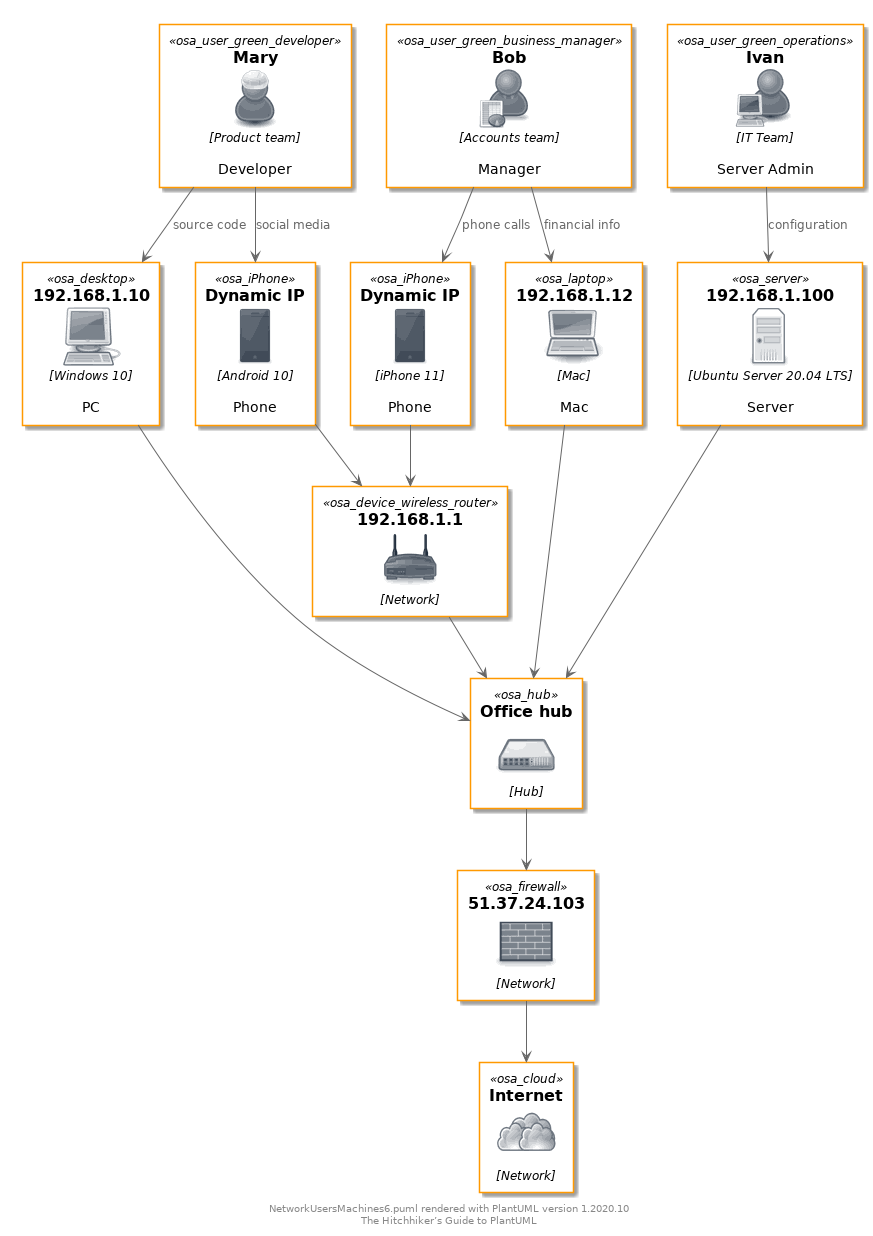 «osa_user_green_developer»
Mary
[Product team]
Developer
«osa_user_green_business_manager»
Bob
[Accounts team]
Manager
«osa_user_green_operations»
Ivan
[IT Team]
Server Admin
source code
social media
phone calls
financial info
configuration
«osa_desktop»
192.168.1.10
[Windows 10]
PC
«osa_iPhone»
Dynamic IP
[Android 10]
Phone
«osa_iPhone»
Dynamic IP
[iPhone 11]
Phone
«osa_laptop»
192.168.1.12
[Mac]
Mac
«osa_server»
192.168.1.100
[Ubuntu Server 20.04 LTS]
Server
«osa_device_wireless_router»
192.168.1.1
[Network]
«osa_hub»
Office hub
[Hub]
«osa_firewall»
51.37.24.103
[Network]
«osa_cloud»
Internet
[Network]
NetworkUsersMachines6.puml rendered with PlantUML version 1.2020.10
The Hitchhiker's Guide to PlantUML